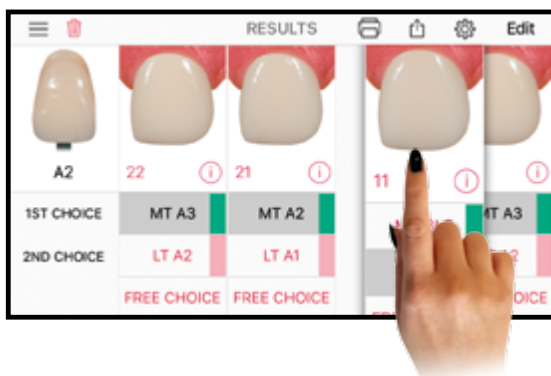 RESULTS Edit
A2 22 i 21 i 11 i i
1ST CHOICE MT A3 MT A2 MT A3
2ND CHOICE LT A2 LT A1
FREE CHOICE FREE CHOICE